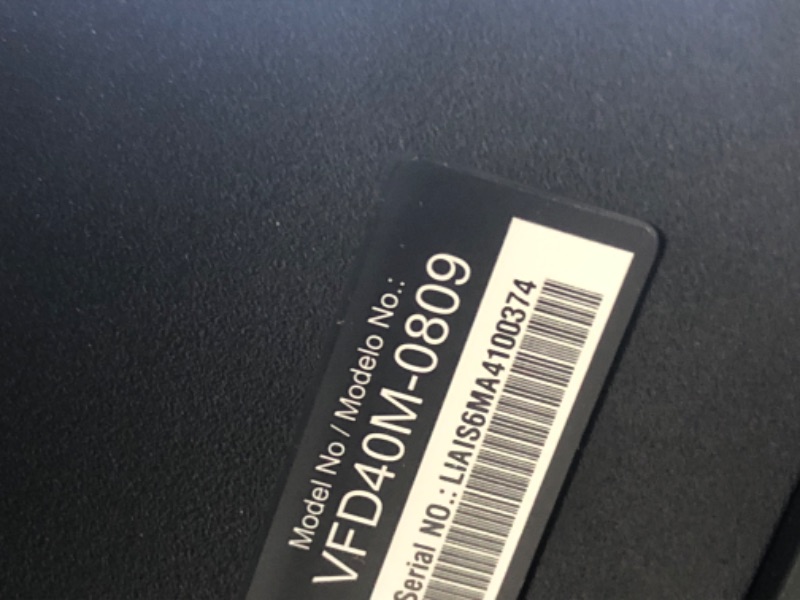 Model No / Modelo No.:
VFD40M-0809
Serial NO.: LIAIS6MA4100374